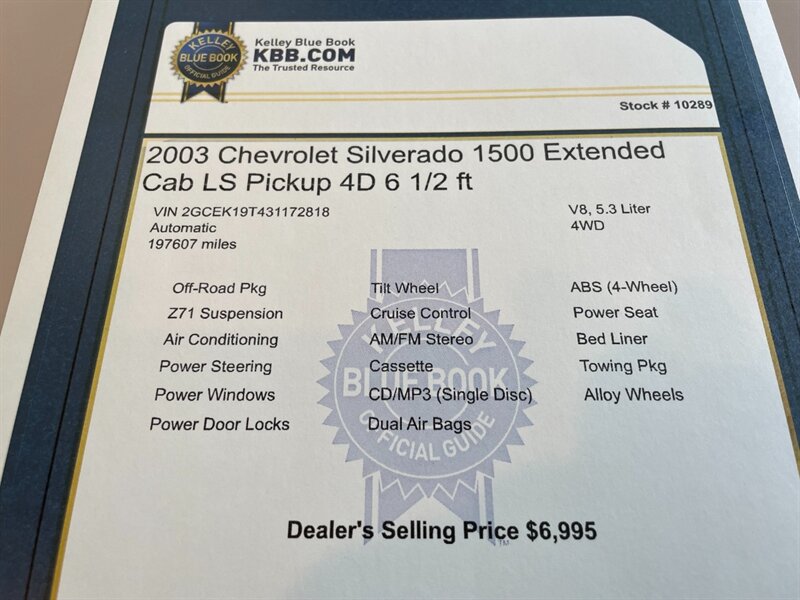 KELLEY
BLUE BOOK
OFFICIAL GUIDE
Kelley Blue Book
KBB.COM
The Trusted Resource
Stock # 10289
2003 Chevrolet Silverado 1500 Extended
Cab LS Pickup 4D 6 1/2 ft
VIN 2GCEK19T431172818
V8, 5.3 Liter
Automatic
4WD
197607 miles
Off-Road Pkg
Tilt Wheel
ABS (4-Wheel)
Z71 Suspension
Cruise Control
Power Seat
Air Conditioning
AM/FM Stereo
Bed Liner
Power Steering
Cassette
Towing Pkg
Power Windows
CD/MP3 (Single Disc)
Alloy Wheels
Power Door Locks
Dual Air Bags
KELLEY
BLUE BOOK
OFFICIAL GUIDE
TM
Dealer's Selling Price $6,995